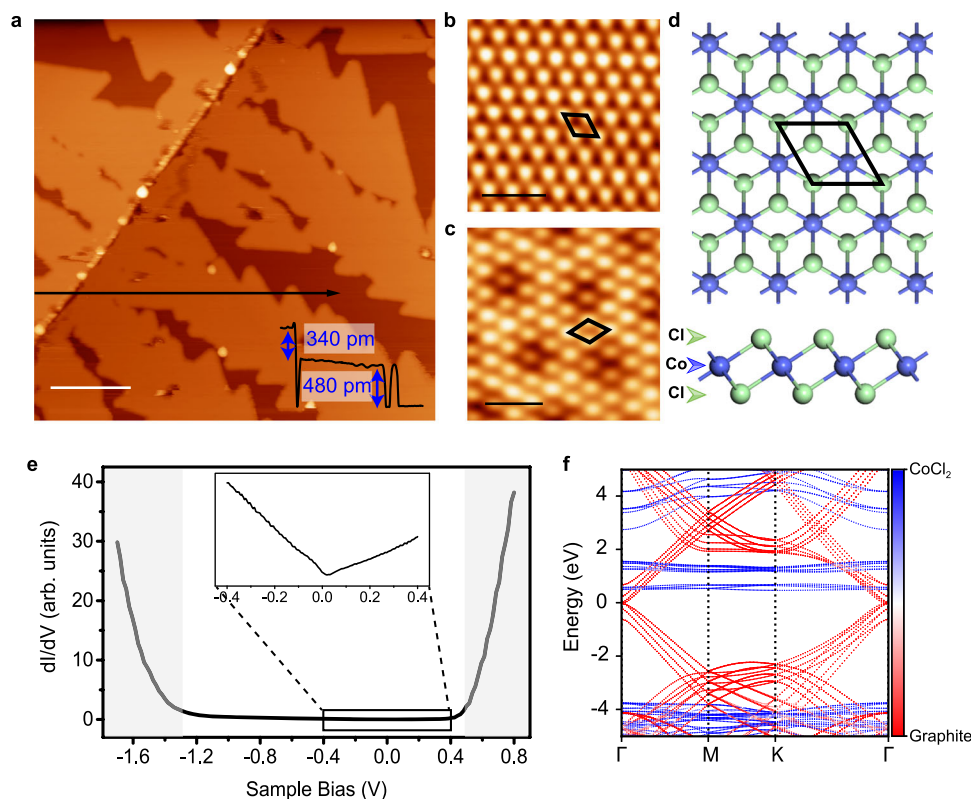 a
340 pm
480 pm
b
c
d
Cl
Co
Cl
e
dI/dV (arb. units)
40
30
20
10
0
-0.4 -0.2 0.0 0.2 0.4
-1.6 -1.2 -0.8 -0.4 0.0 0.4 0.8
Sample Bias (V)
f
Energy (eV)
4
2
0
-2
-4
Γ M K Γ
CoCl₂
Graphite